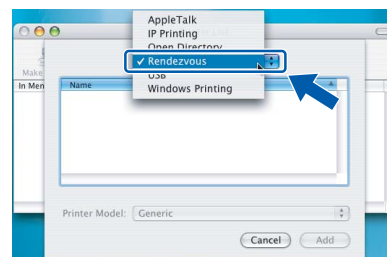 AppleTalk
IP Printing
Open Directory
✓ Rendezvous
USB
Windows Printing
Make
In Men
Name
Printer Model: Generic
Cancel Add